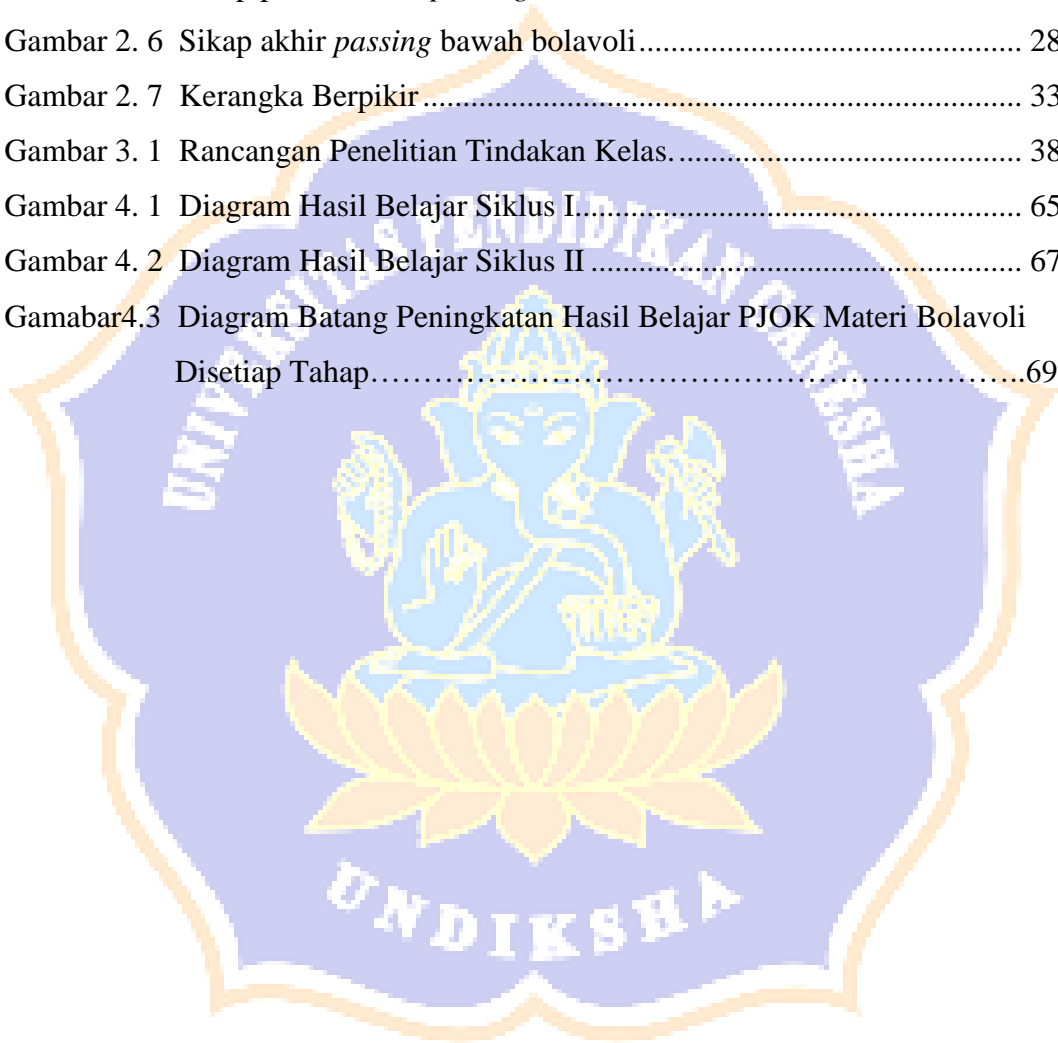 Gambar 2. 6 Sikap akhir passing bawah bolavoli............................................................ 28
Gambar 2. 7 Kerangka Berpikir............................................................ 33
Gambar 3. 1 Rancangan Penelitian Tindakan Kelas............................................................. 38
Gambar 4. 1 Diagram Hasil Belajar Siklus I............................................................ 65
Gambar 4. 2 Diagram Hasil Belajar Siklus II............................................................ 67
Gamabar4.3 Diagram Batang Peningkatan Hasil Belajar PJOK Materi Bolavoli
Disetiap Tahap…………………………………………………………..69
UNIVERSITAS PENDIDIKAN GANESHA
UNDIKSHA